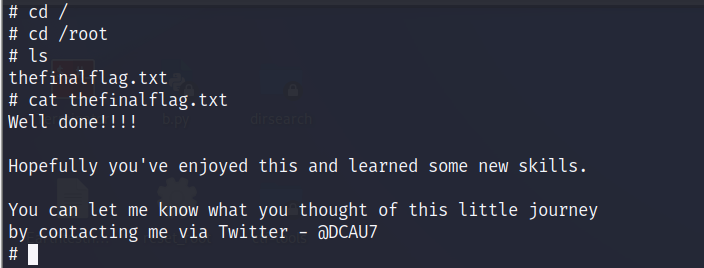 # cd /
# cd /root
# ls
thefinalflag.txt
# cat thefinalflag.txt
Well done!!!!
Hopefully you've enjoyed this and learned some new skills.
You can let me know what you thought of this little journey
by contacting me via Twitter - @DCAU7
#
b.py
dirsearch